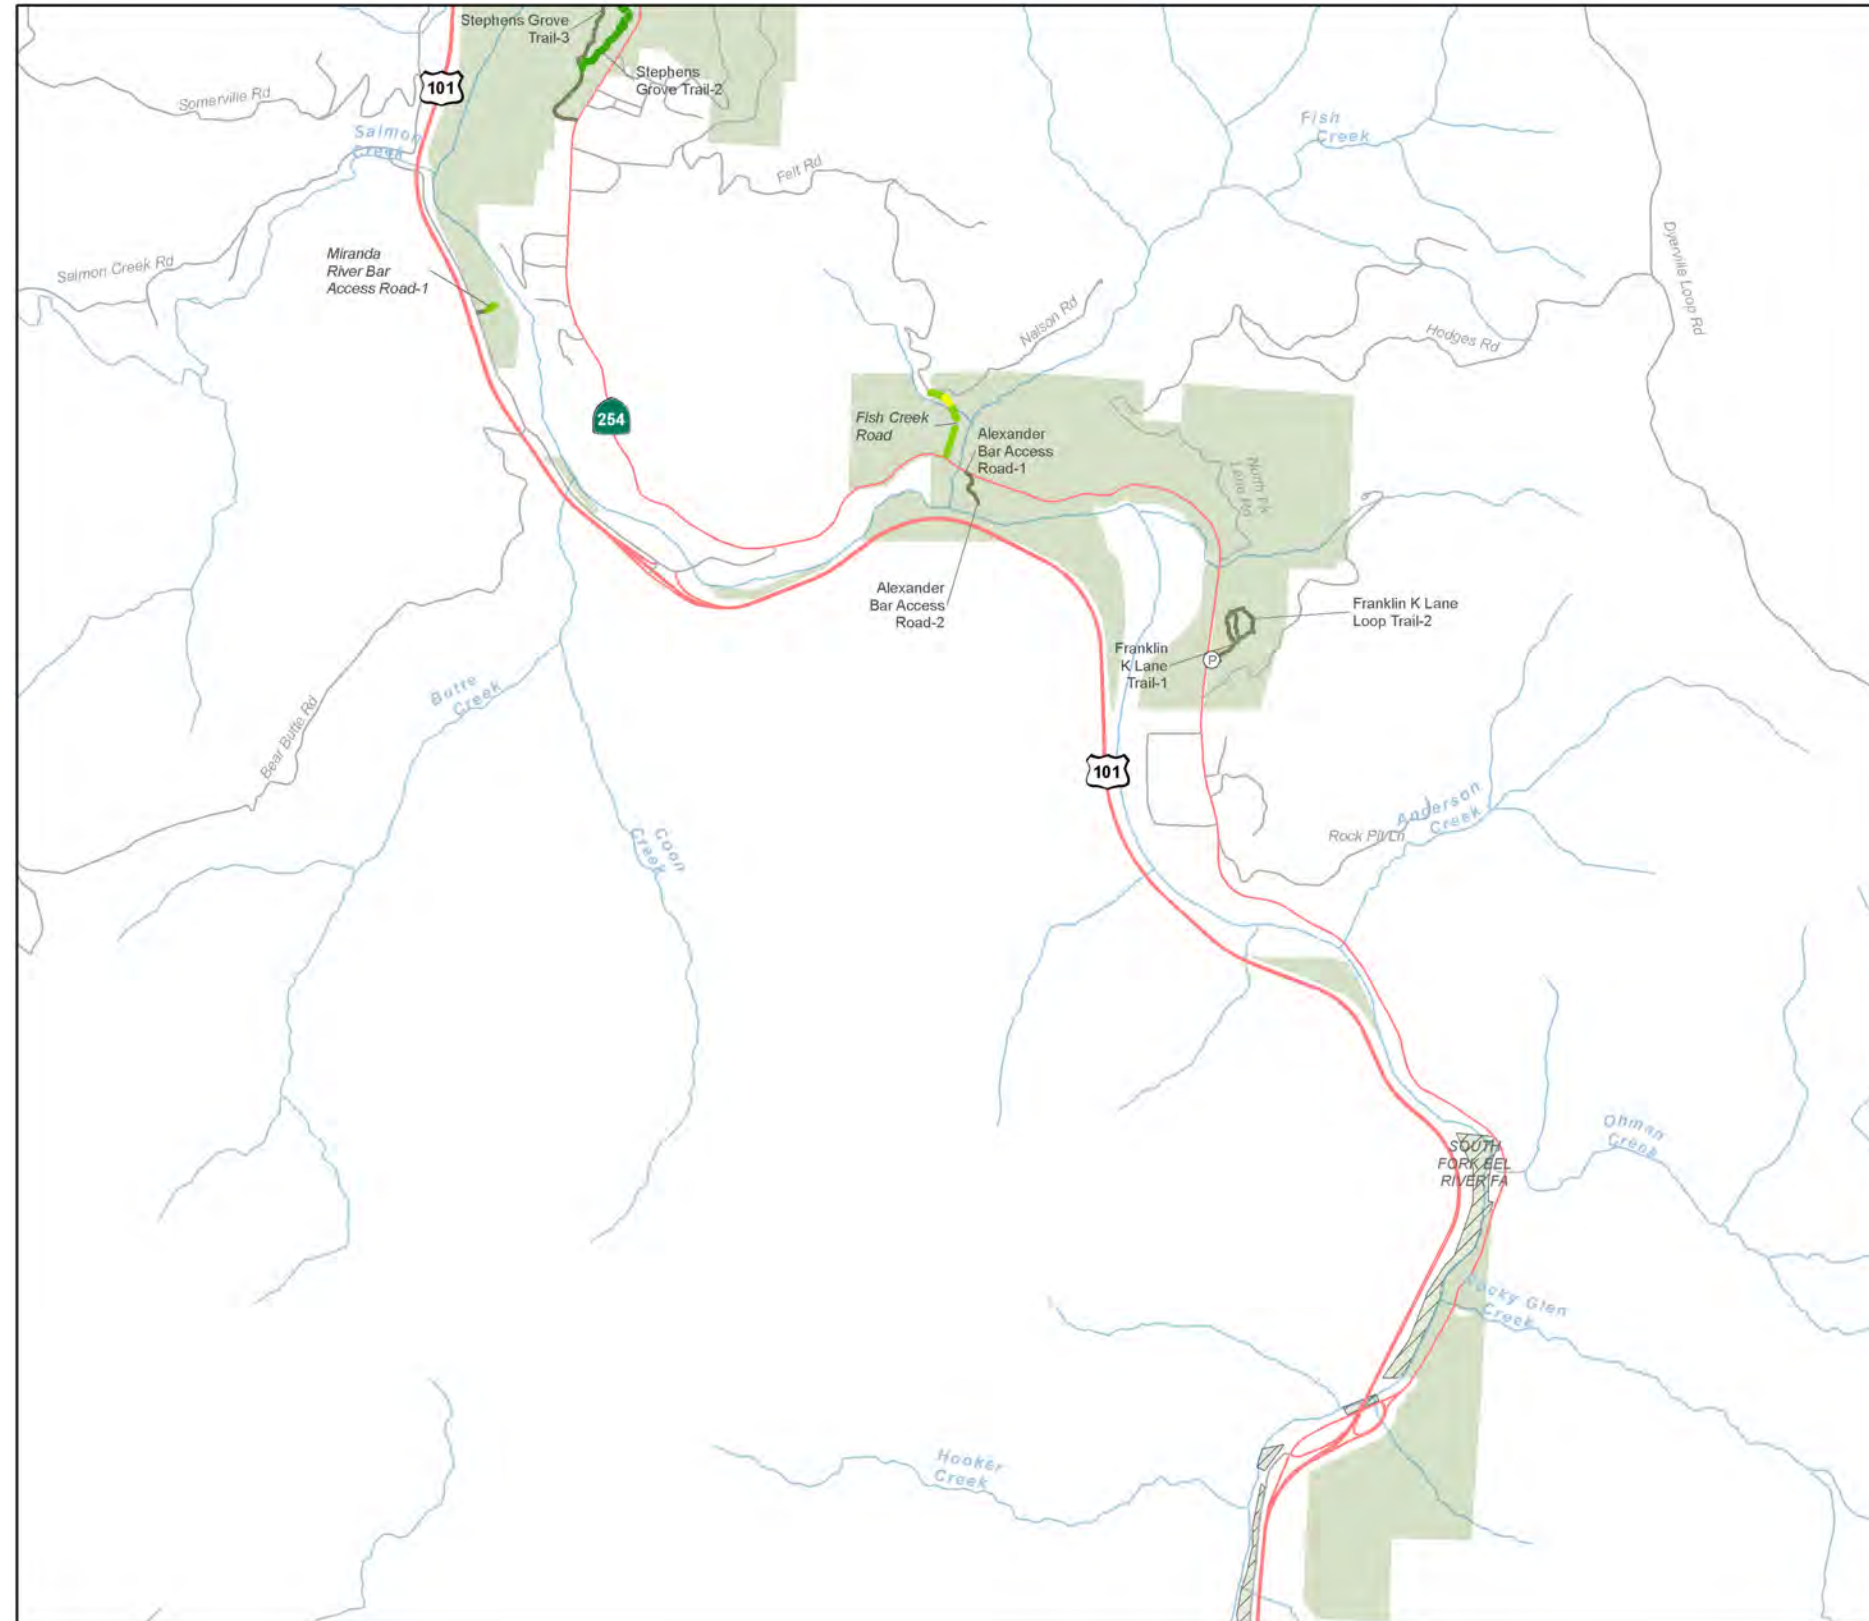 Stephens Grove
Trail-3
Stephens
Grove Trail-2
101
Somerville Rd
Salmon
Creek
Fish
Creek
Felt Rd
Miranda
River Bar
Access Road-1
Salmon Creek Rd
Dyerville Loop Rd
Nelson Rd
Hodges Rd
254
Fish Creek
Road
Alexander
Bar Access
Road-1
North Fk
Lane Rd
Alexander
Bar Access
Road-2
Franklin K Lane
Loop Trail-2
Franklin
K Lane
Trail-1
P
Butte
Creek
Bear Butte Rd
101
Anderson
Creek
Rock Pit Ln
Coon
Creek
Ohman
Creek
SOUTH
FORK EEL
RIVER FA
Rocky Glen
Creek
Hooker
Creek